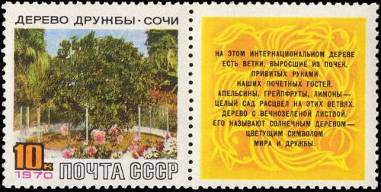 ДЕРЕВО ДРУЖБЫ·СОЧИ
10К
1970
ПОЧТА СССР
НА ЭТОМ ИНТЕРНАЦИОНАЛЬНОМ ДЕРЕВЕ
ЕСТЬ ВЕТКИ, ВЫРОСШИЕ ИЗ ПОЧЕК,
ПРИВИТЫХ РУКАМИ
НАШИХ ПОЧЕТНЫХ ГОСТЕЙ.
АПЕЛЬСИНЫ, ГРЕЙПФРУТЫ, ЛИМОНЫ—
ЦЕЛЫЙ САД РАСЦВЕЛ НА ЭТИХ ВЕТВЯХ.
ДЕРЕВО С ВЕЧНОЗЕЛЕНОЙ ЛИСТВОЙ,
ЕГО НАЗЫВАЮТ СОЛНЕЧНЫМ ДЕРЕВОМ—
ЦВЕТУЩИМ СИМВОЛОМ
МИРА И ДРУЖБЫ.